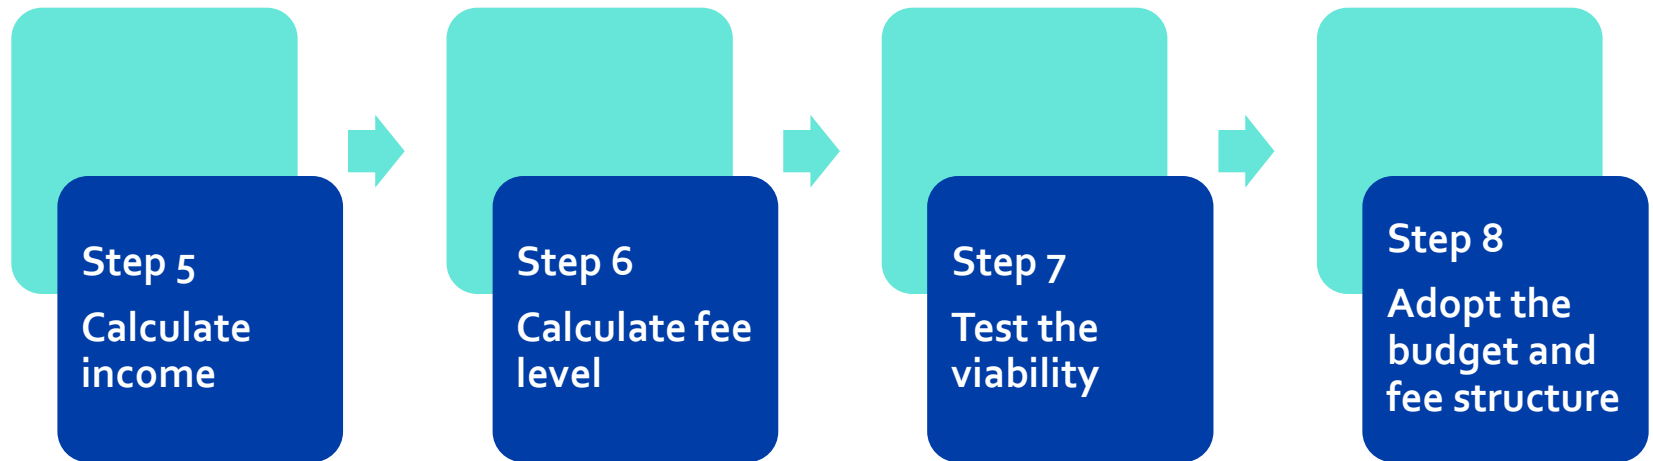 Step 5
Calculate
income
Step 6
Calculate fee
level
Step 7
Test the
viability
Step 8
Adopt the
budget and
fee structure